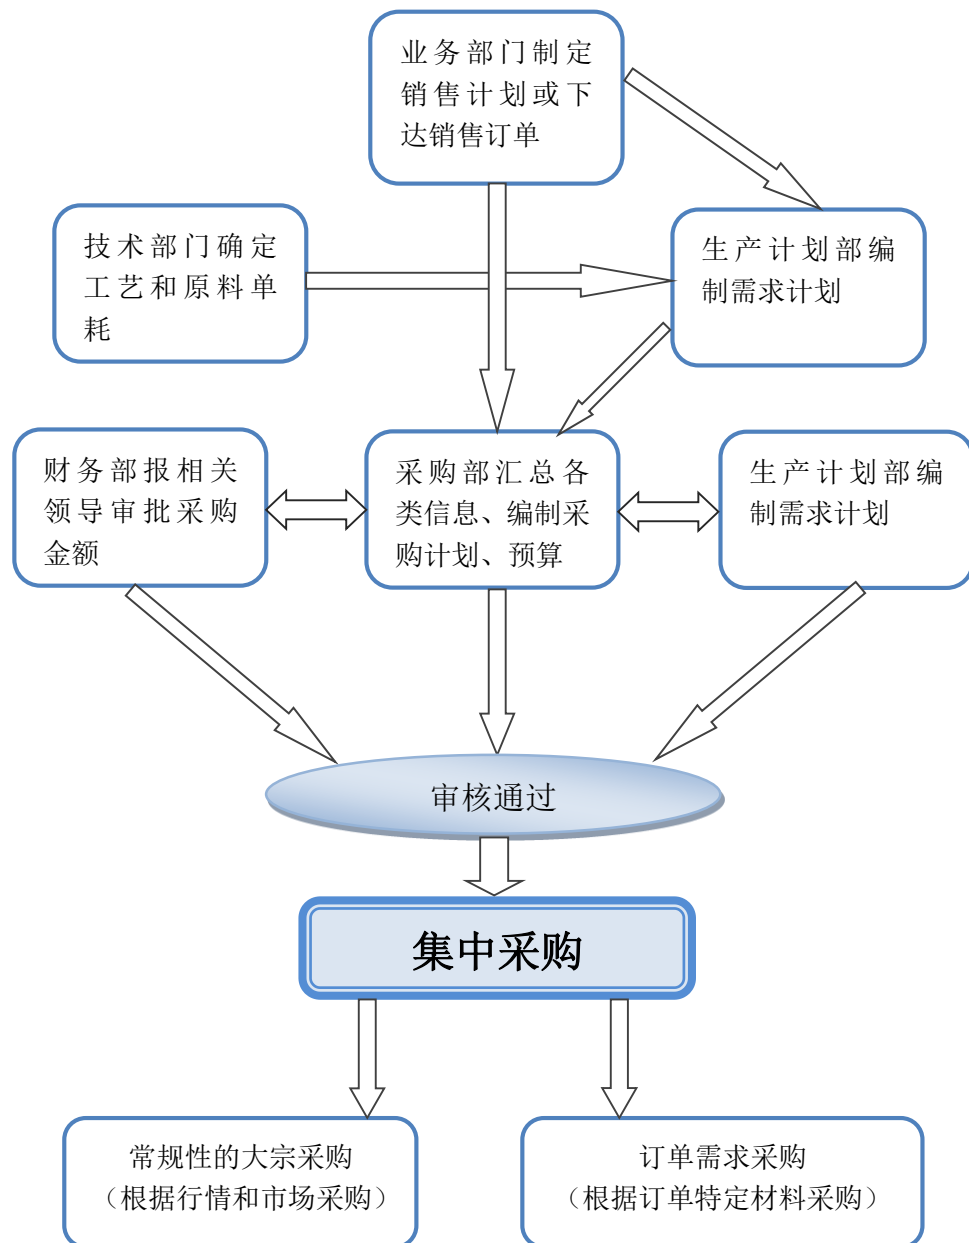 业务部门制定
销售计划或下
达销售订单
技术部门确定
工艺和原料单
耗
生产计划部编
制需求计划
财务部报相关
领导审批采购
金额
采购部汇总各
类信息、编制采
购计划、预算
生产计划部编
制需求计划
审核通过
集中采购
常规性的大宗采购
（根据行情和市场采购）
订单需求采购
（根据订单特定材料采购）